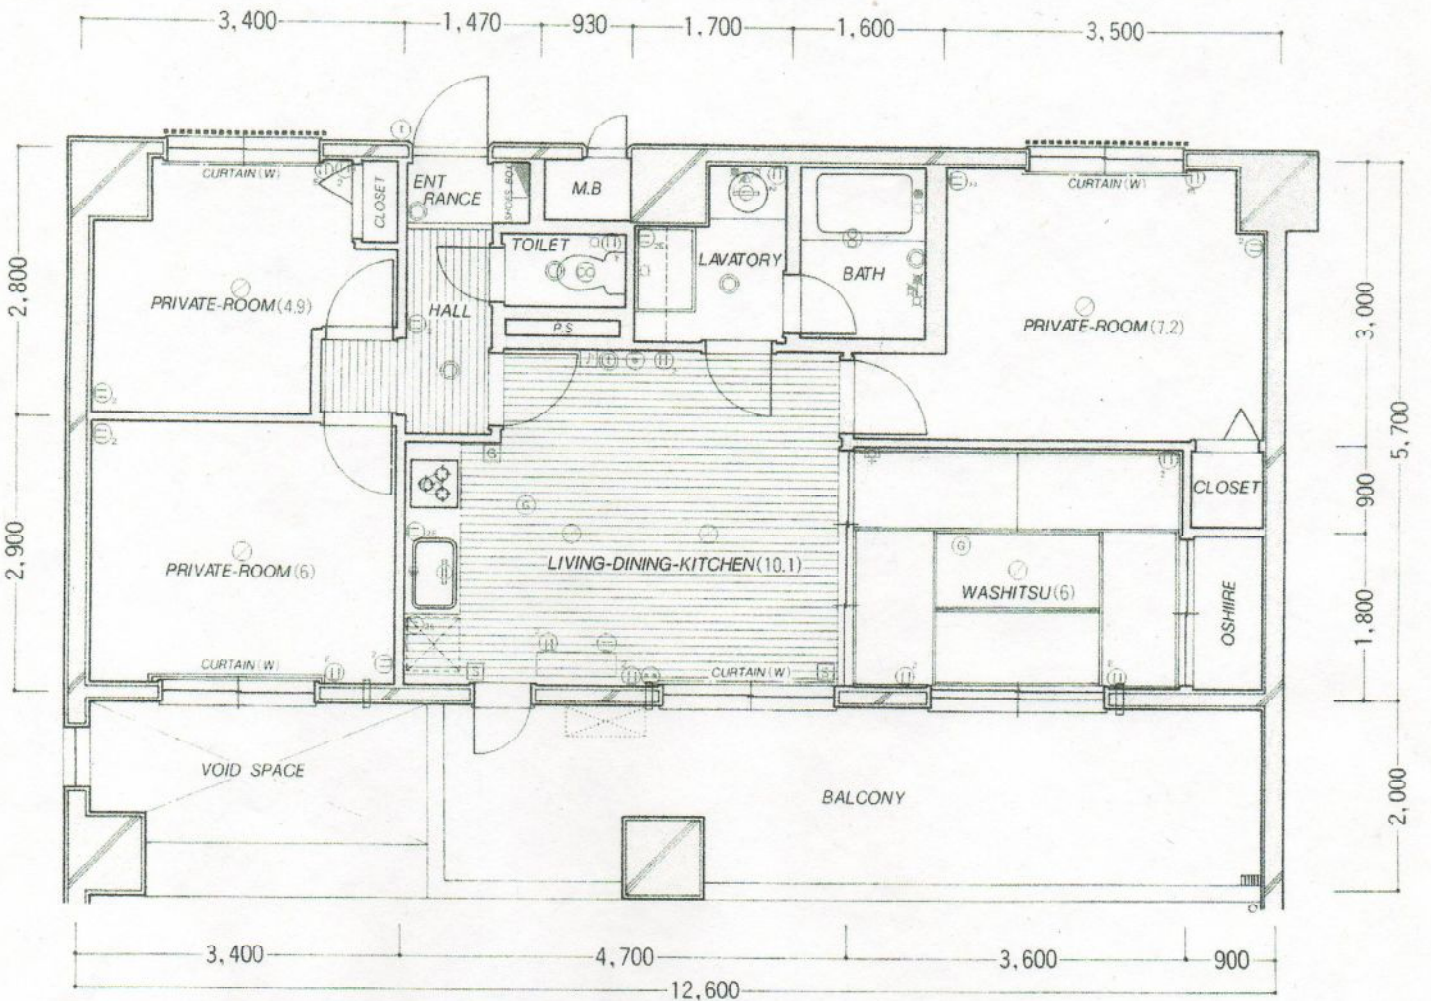 3,400 1,470 930 1,700 1,600 3,500
CURTAIN(W)
CLOSET
ENT
RANCE
SHOES-BOX
M.B
CURTAIN(W)
TOILET
LAVATORY
BATH
2,800
PRIVATE-ROOM(4.9)
HALL
P.S
PRIVATE-ROOM(7.2)
3,000
5,700
G
CLOSET
900
G
2,900
PRIVATE-ROOM(6)
LIVING-DINING-KITCHEN(10.1)
G
WASHITSU(6)
OSHIIRE
1,800
CURTAIN(W)
CURTAIN(W)
S
VOID SPACE
BALCONY
2,000
3,400 4,700 3,600 900
12,600